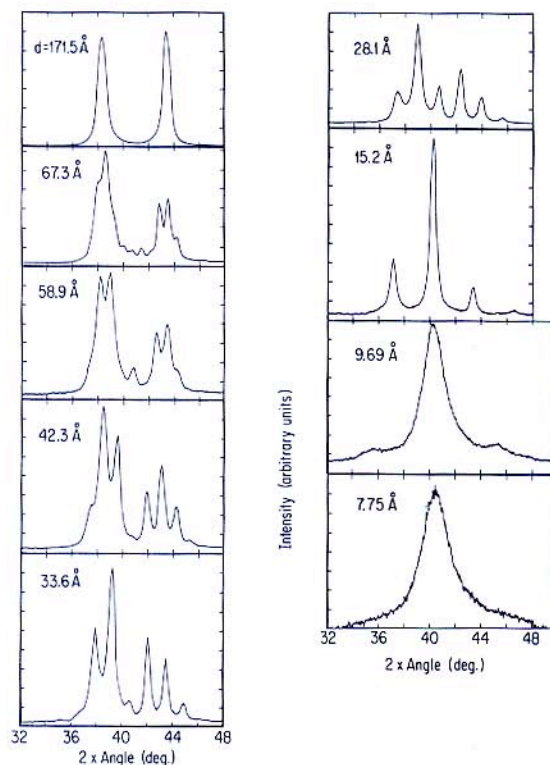 d=171.5 Å
67.3 Å
58.9 Å
42.3 Å
33.6 Å
32 36 40 44 48
2 x Angle (deg.)
28.1 Å
15.2 Å
9.69 Å
7.75 Å
Intensity (arbitrary units)
32 36 40 44 48
2 x Angle (deg.)